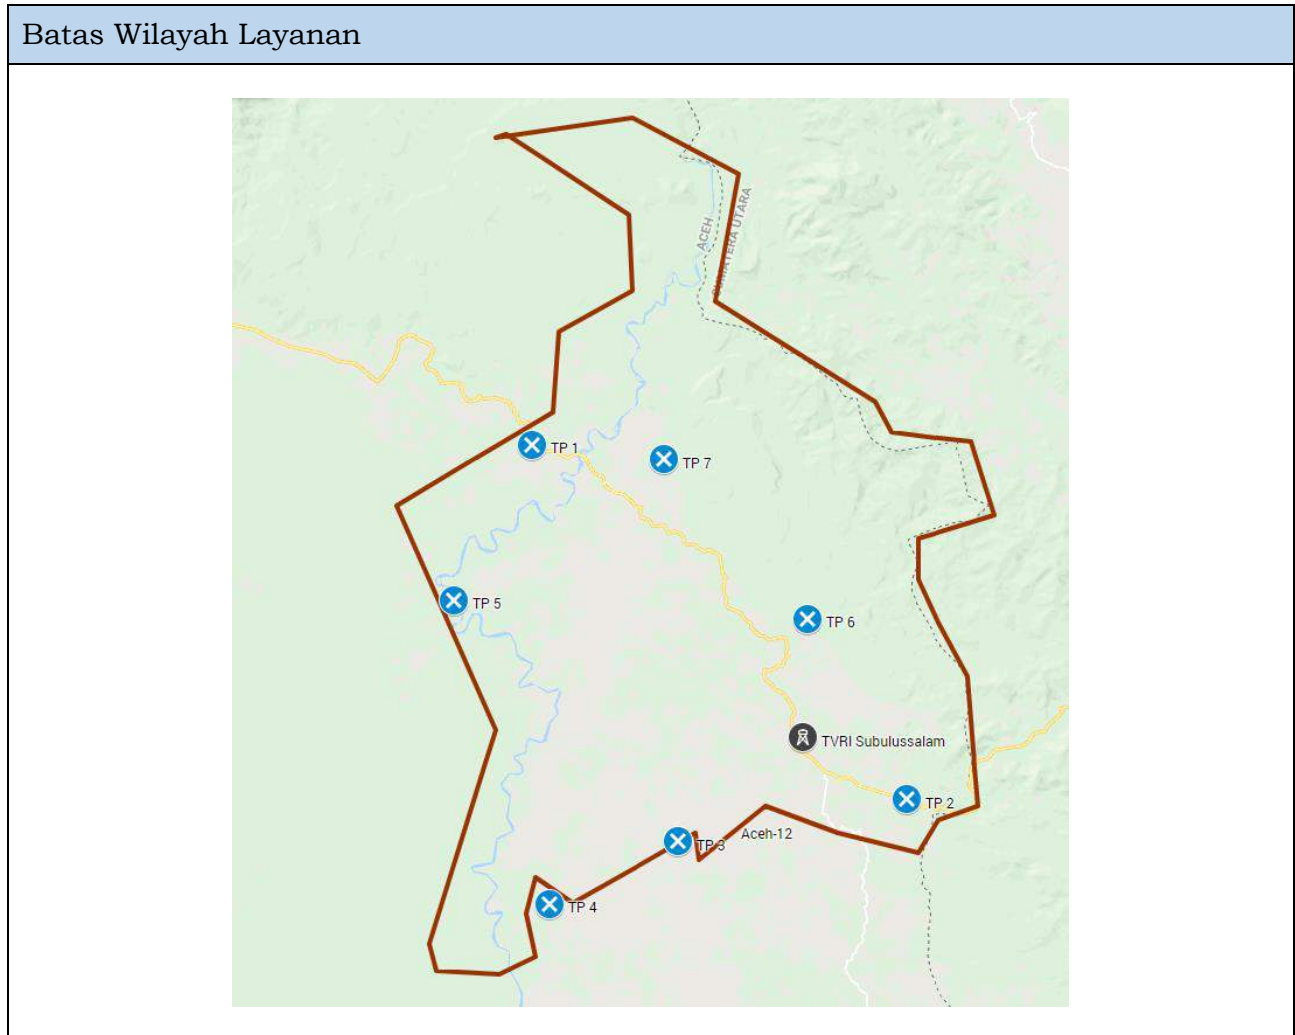 Batas Wilayah Layanan
ACEH
SUMATERA UTARA
TP 1
TP 7
TP 5
TP 6
TVRI Subulussalam
TP 2
Aceh-12
TP 3
TP 4